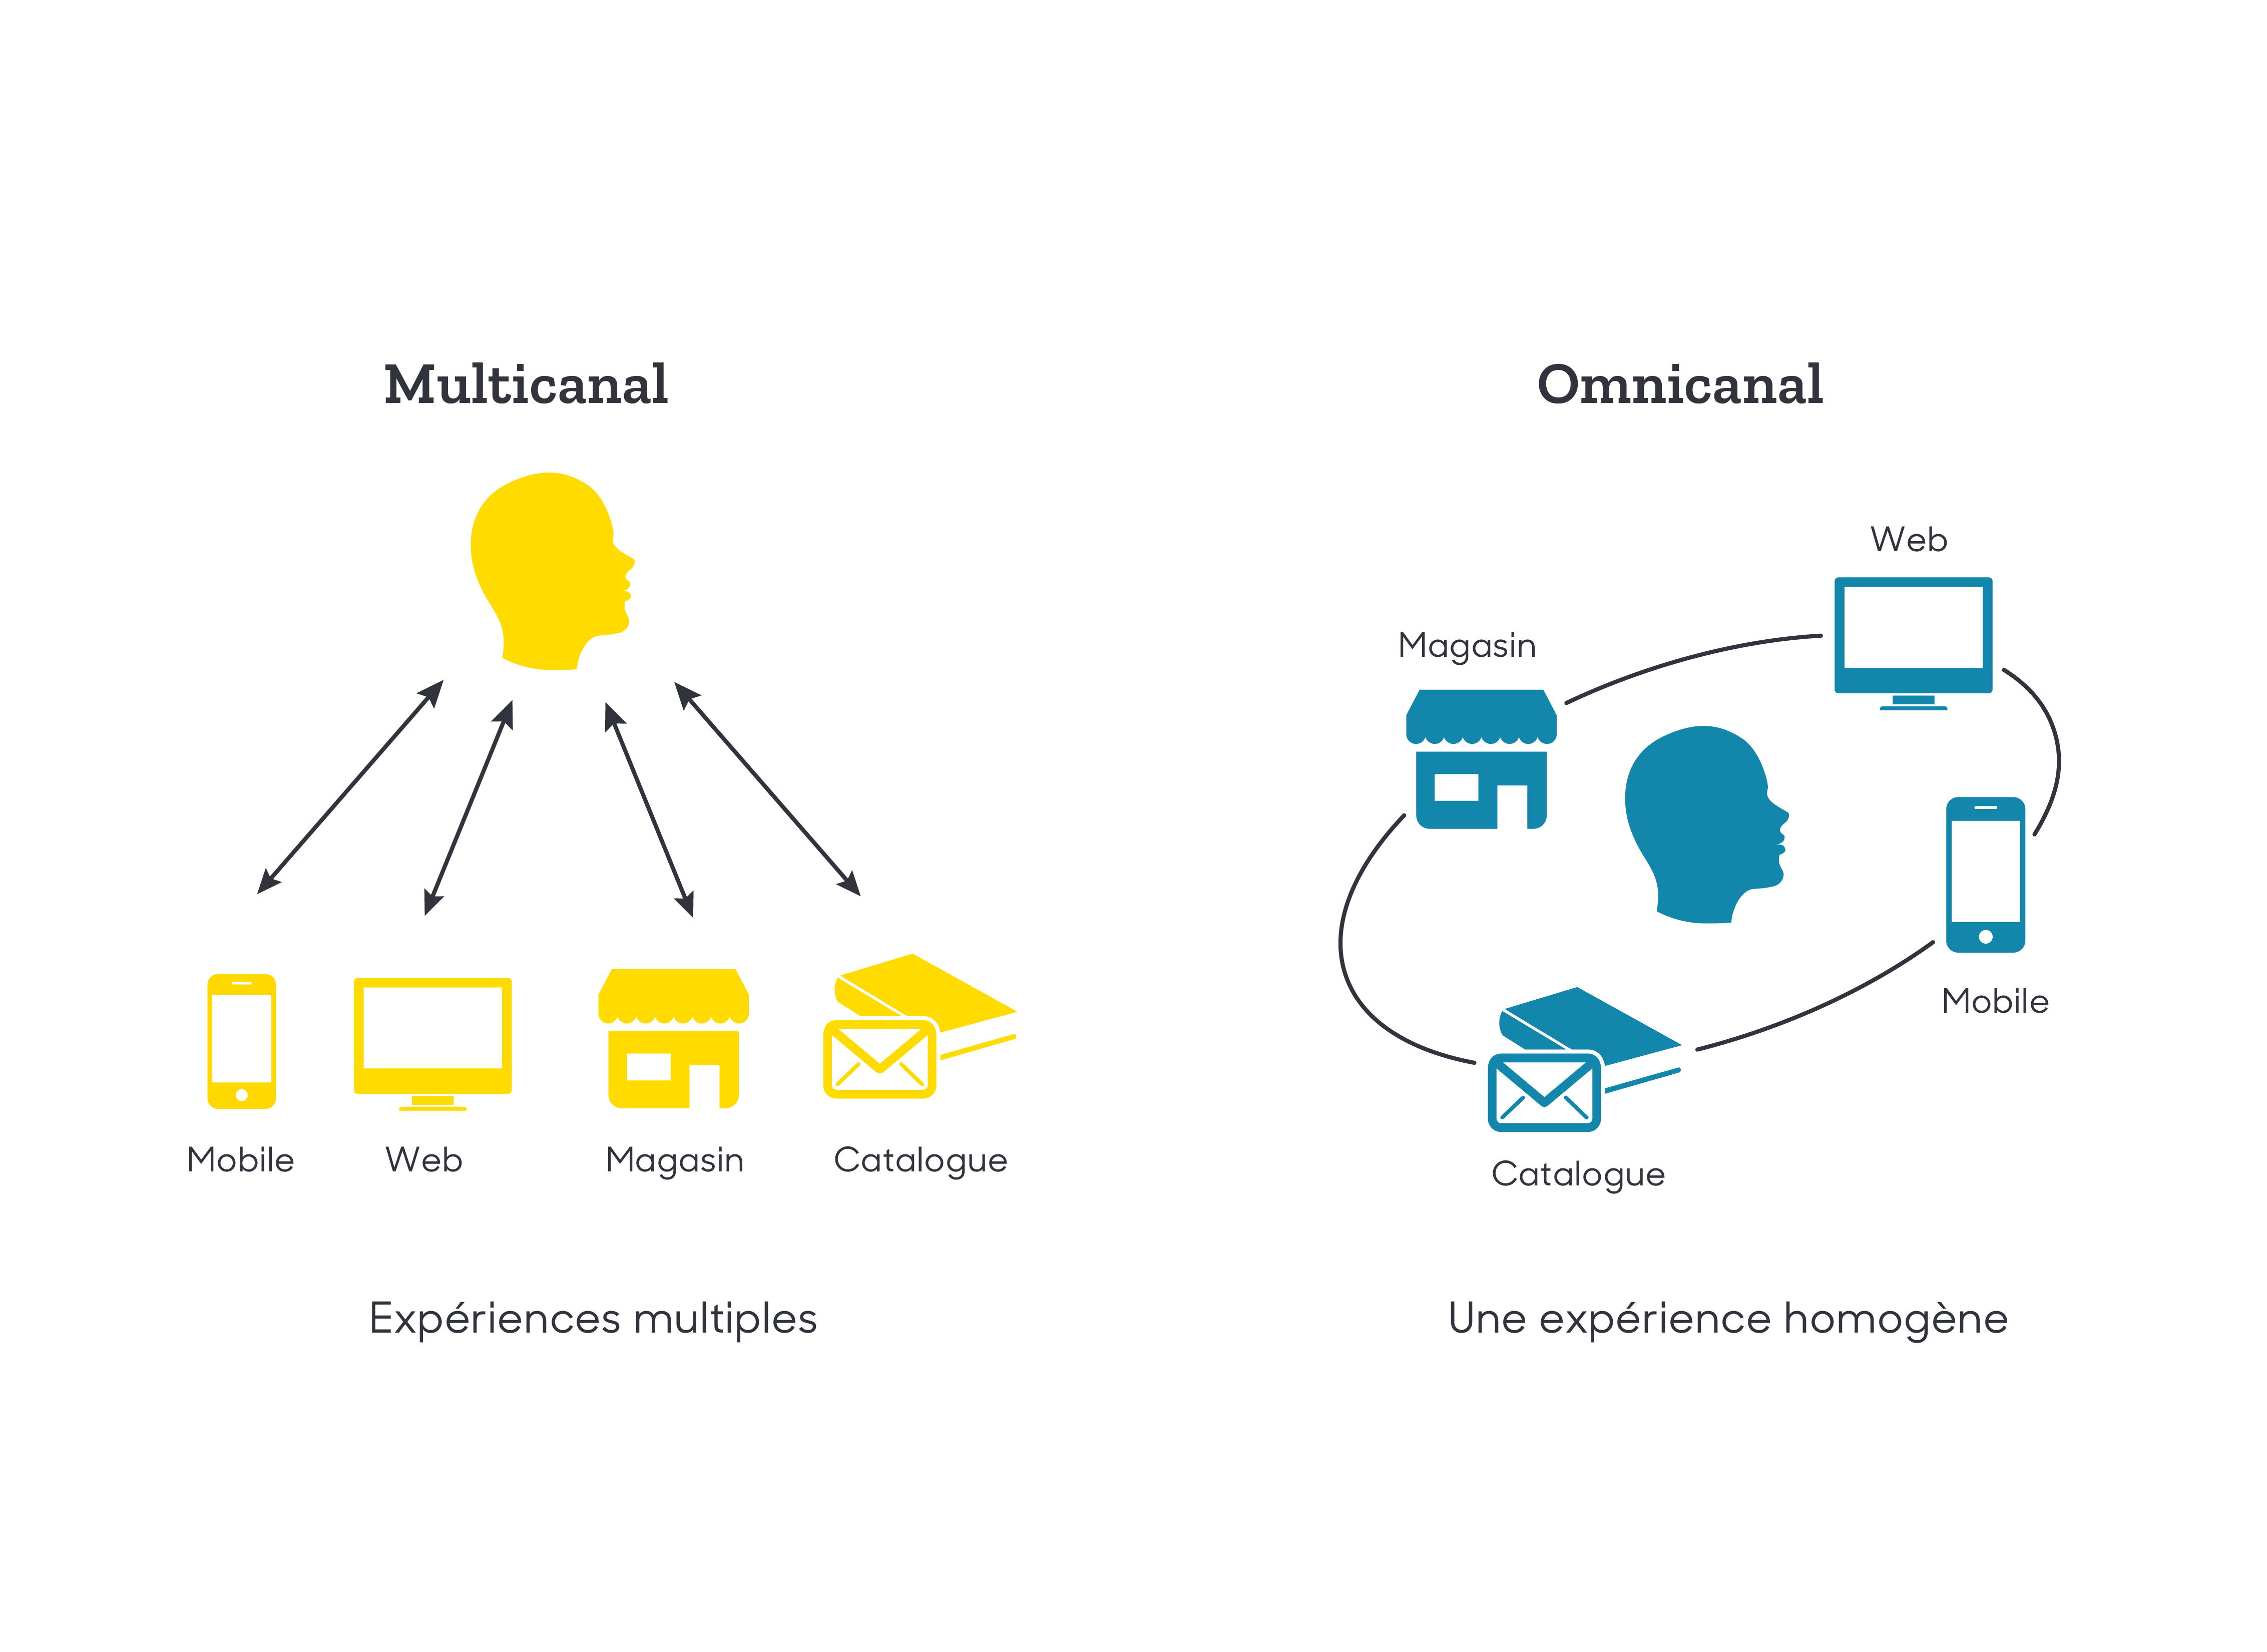 Multicanal
Mobile
Web
Magasin
Catalogue
Expériences multiples
Omnicanal
Web
Magasin
Mobile
Catalogue
Une expérience homogène